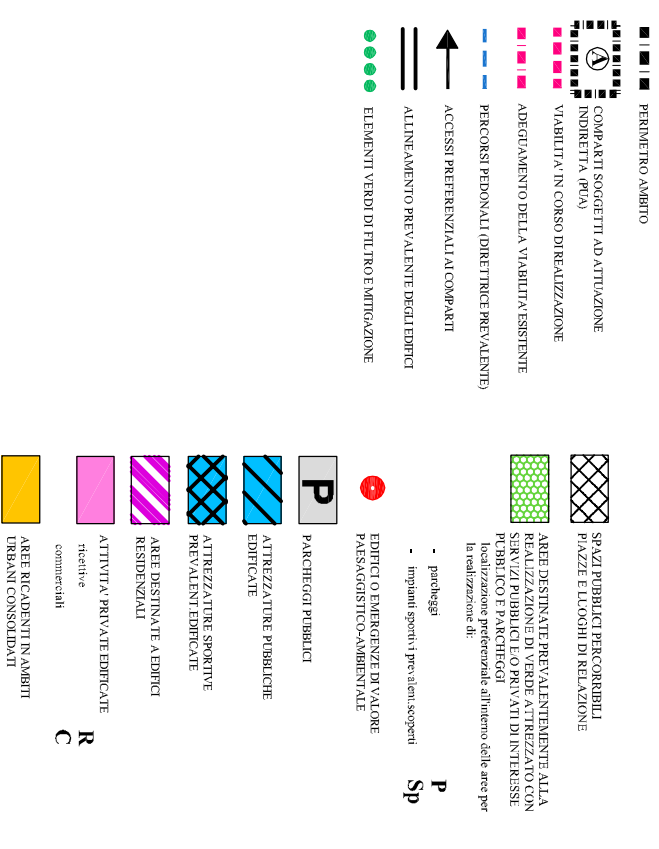 PERIMETRO AMBITO
A
COMPARTI SOGGETTI AD ATTUAZIONE
INDIRETTA (PUA)
VIABILITA' IN CORSO DI REALIZZAZIONE
ADEGUAMENTO DELLA VIABILITA' ESISTENTE
PERCORSI PEDONALI (DIRETTRICE PREVALENTE)
ACCESSI PREFERENZIALI AI COMPARTI
ALLINEAMENTO PREVALENTE DEGLI EDIFICI
ELEMENTI VERDI DI FILTRO E MITIGAZIONE
SPAZI PUBBLICI PERCORRIBILI
PIAZZE E LUOGHI DI RELAZIONE
AREE DESTINATE PREVALENTEMENTE ALLA
REALIZZAZIONE DI VERDE ATTREZZATO CON
SERVIZI PUBBLICI E/O PRIVATI DI INTERESSE
PUBBLICO E PARCHEGGI
localizzazione preferenziale all'interno delle aree per
la realizzazione di:
- parcheggi P
- impianti sportivi prevalent.scoperti Sp
EDIFICI O EMERGENZE DI VALORE
PAESAGGISTICO-AMBIENTALE
P
PARCHEGGI PUBBLICI
ATTREZZATURE PUBBLICHE
EDIFICATE
ATTREZZATURE SPORTIVE
PREVALENT.EDIFICATE
AREE DESTINATE A EDIFICI
RESIDENZIALI
ATTIVITA' PRIVATE EDIFICATE
ricettive R
commerciali C
AREE RICADENTI IN AMBITI
URBANI CONSOLIDATI